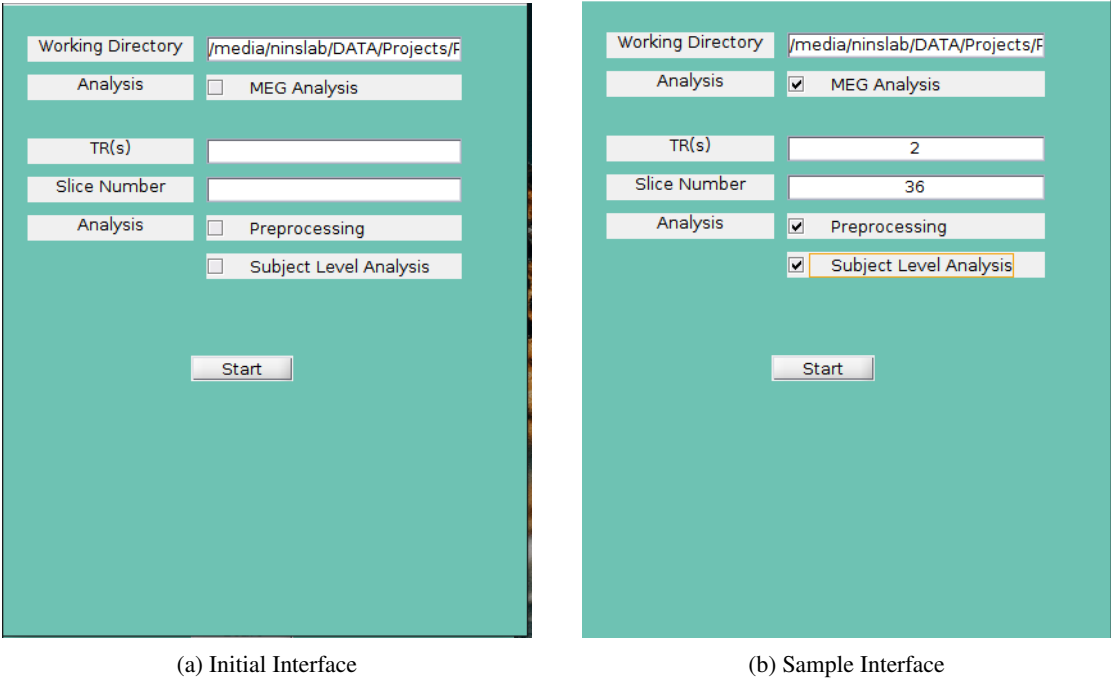 Working Directory /media/ninslab/DATA/Projects/F
Analysis MEG Analysis
TR(s)
Slice Number
Analysis Preprocessing
Subject Level Analysis
Start
(a) Initial Interface
Working Directory /media/ninslab/DATA/Projects/F
Analysis MEG Analysis
TR(s) 2
Slice Number 36
Analysis Preprocessing
Subject Level Analysis
Start
(b) Sample Interface